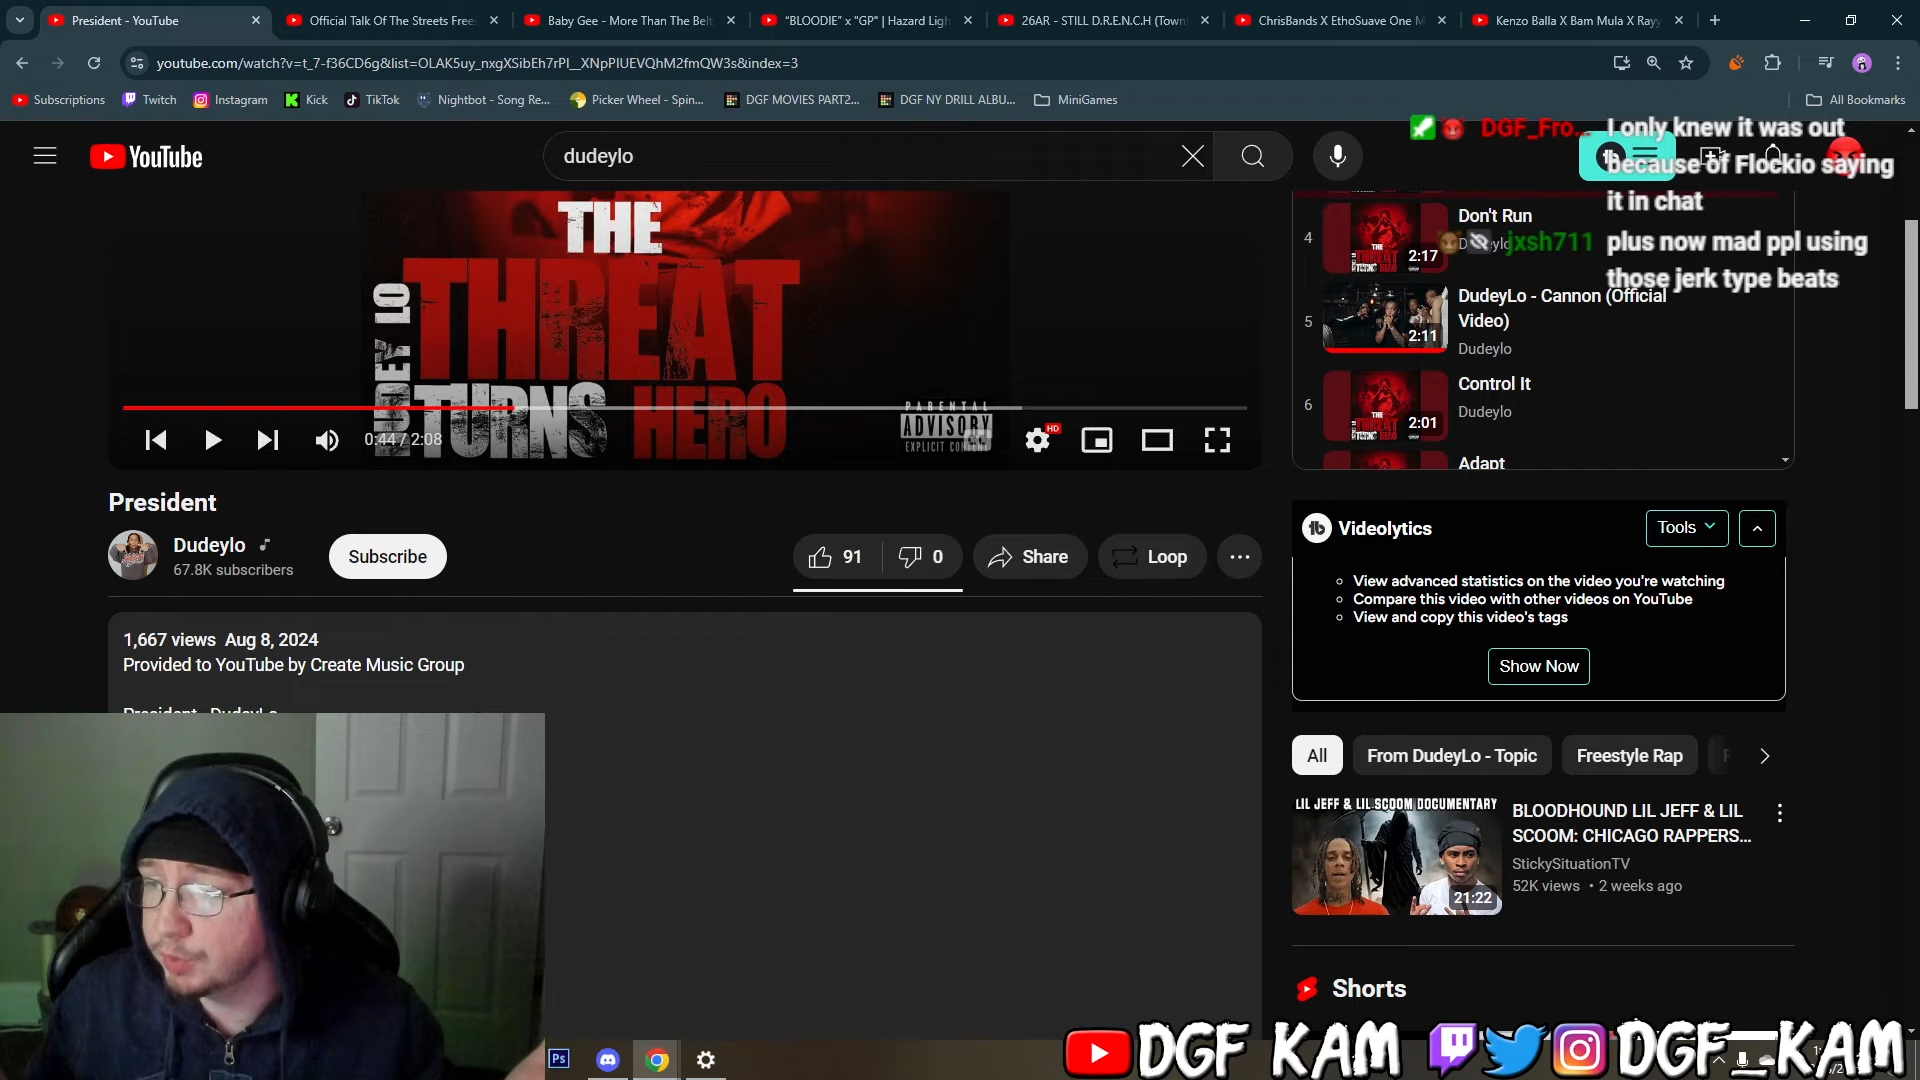 President - YouTube
Official Talk Of The Streets Free
Baby Gee - More Than The Belt
“BLOODIE” x "GP" | Hazard Ligh
26AR - STILL D.R.E.N.C.H (Town
ChrisBands X EthoSuave One M
Kenzo Balla X Bam Mula X Rayy
youtube.com/watch?v=t_7-f36CD6g&list=OLAK5uy_nxgXSibEh7rPl__XNpPIUEVQhM2fmQW3s&index=3
Subscriptions
Twitch
Instagram
Kick
TikTok
Nightbot - Song Re...
Picker Wheel - Spin...
DGF MOVIES PART2...
DGF NY DRILL ALBU...
MiniGames
All Bookmarks
YouTube
dudeylo
DGF_Fro...
I only knew it was out
because of Flockio saying
it in chat
jxsh711
plus now mad ppl using
those jerk type beats
DUDEY LO
THE
THREAT
TURNS HERO
PARENTAL
ADVISORY
EXPLICIT CONTENT
0:44 / 2:08
HD
4
Don't Run
2:17
5
DudeyLo - Cannon (Official
Video)
Dudeylo
2:11
6
Control It
Dudeylo
2:01
Adapt
President
Dudeylo
67.8K subscribers
Subscribe
91
0
Share
Loop
1,667 views Aug 8, 2024
Provided to YouTube by Create Music Group
President · DudeyLo
Videolytics
Tools
View advanced statistics on the video you're watching
Compare this video with other videos on YouTube
View and copy this video's tags
Show Now
All
From DudeyLo - Topic
Freestyle Rap
LIL JEFF & LIL SCOOM DOCUMENTARY
21:22
BLOODHOUND LIL JEFF & LIL
SCOOM: CHICAGO RAPPERS...
StickySituationTV
52K views • 2 weeks ago
Shorts
Ps
DGF KAM
DGF_KAM